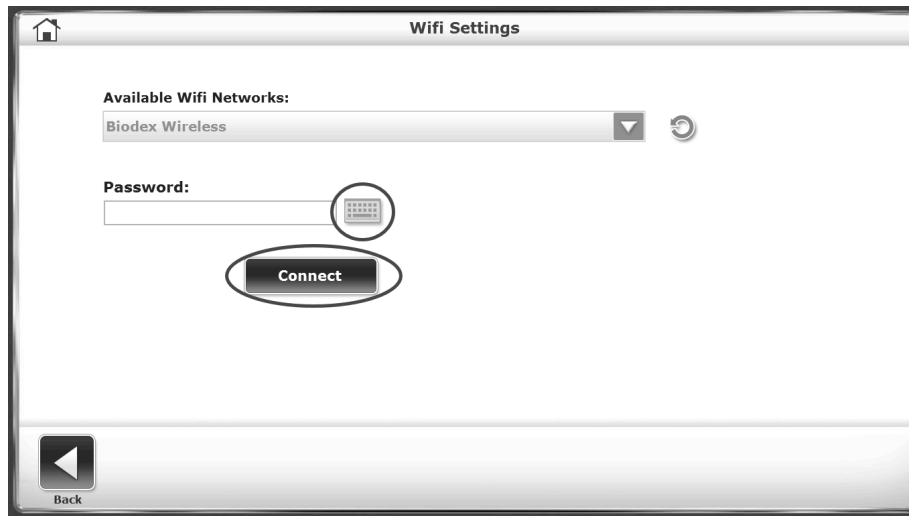 Wifi Settings
Available Wifi Networks:
Biodex Wireless
Password:
Connect
Back